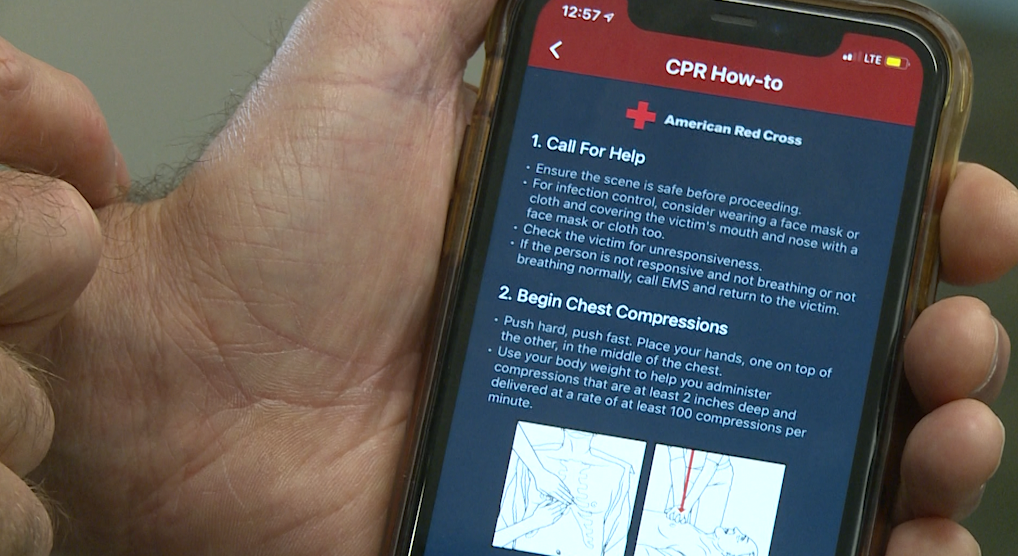 12:57
LTE
CPR How-to
American Red Cross
1. Call For Help
· Ensure the scene is safe before proceeding.
· For infection control, consider wearing a face mask or
cloth and covering the victim's mouth and nose with a
face mask or cloth too.
· Check the victim for unresponsiveness.
· If the person is not responsive and not breathing or not
breathing normally, call EMS and return to the victim.
2. Begin Chest Compressions
· Push hard, push fast. Place your hands, one on top of
the other, in the middle of the chest.
· Use your body weight to help you administer
compressions that are at least 2 inches deep and
delivered at a rate of at least 100 compressions per
minute.